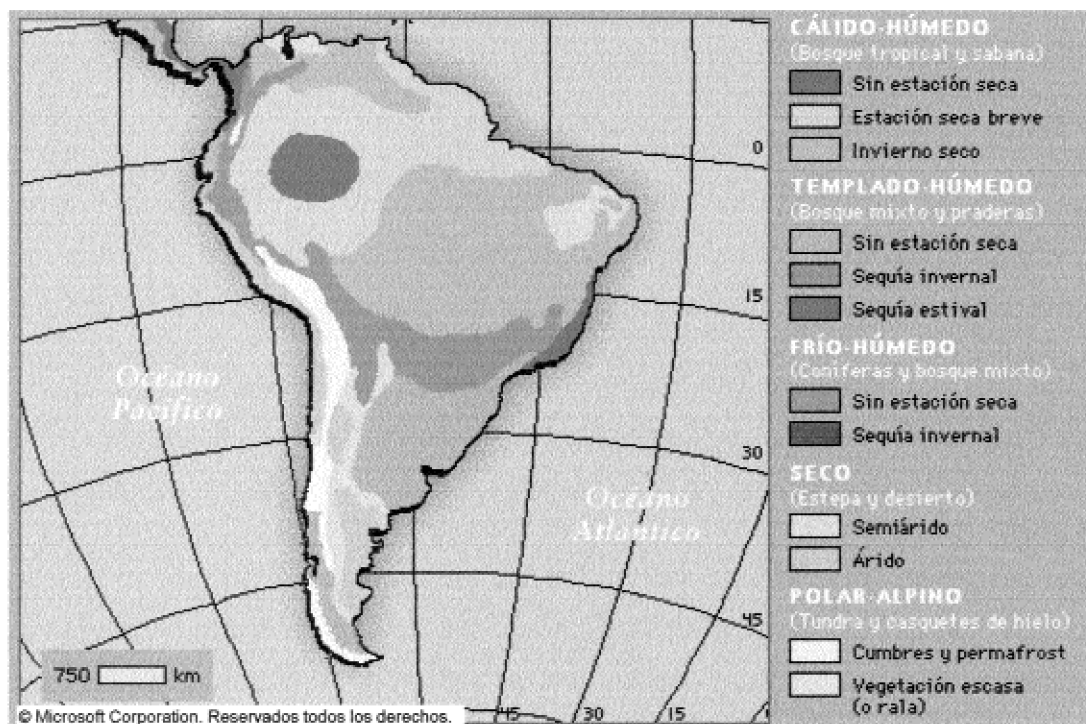 CÁLIDO-HÚMEDO
(Bosque tropical y sabana)
Sin estación seca
Estación seca breve
Invierno seco
TEMPLADO-HÚMEDO
(Bosque mixto y praderas)
Sin estación seca
Sequía invernal
Sequía estival
FRÍO-HÚMEDO
(Coníferas y bosque mixto)
Sin estación seca
Sequía invernal
SECO
(Estepa y desierto)
Semiárido
Árido
POLAR-ALPINO
(Tundra y casquetes de hielo)
Cumbres y permafrost
Vegetación escasa
(o rala)
0
15
30
45
Océano
Pacífico
Océano
Atlántico
750 km
45 30 15
© Microsoft Corporation. Reservados todos los derechos.